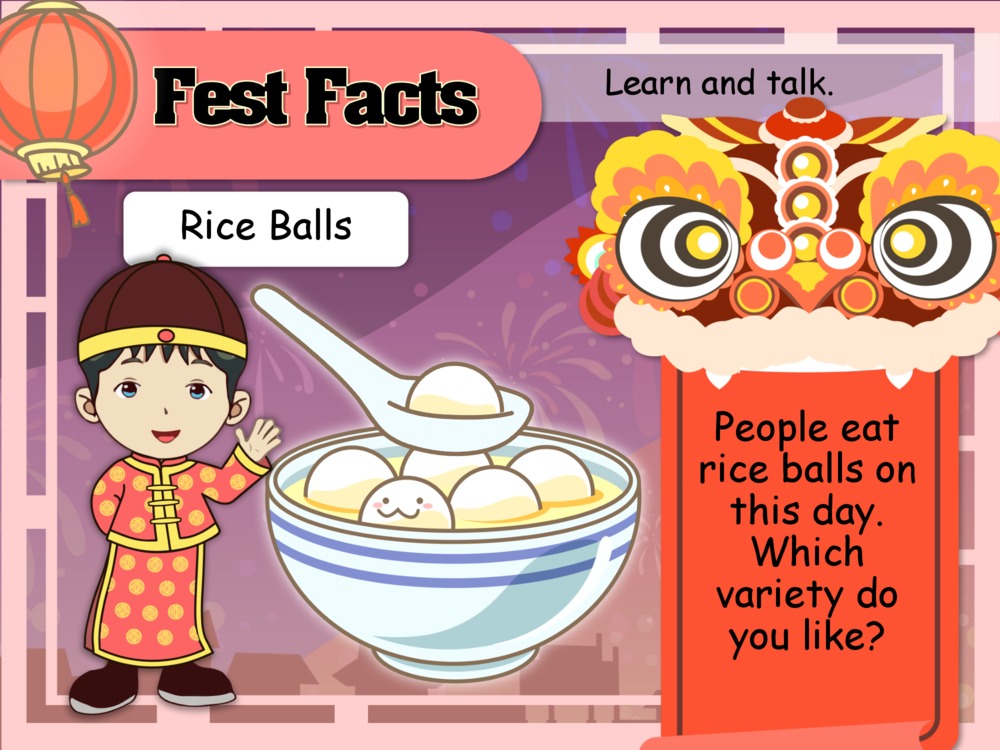 Fest Facts
Learn and talk.
Rice Balls
People eat
rice balls on
this day.
Which
variety do
you like?